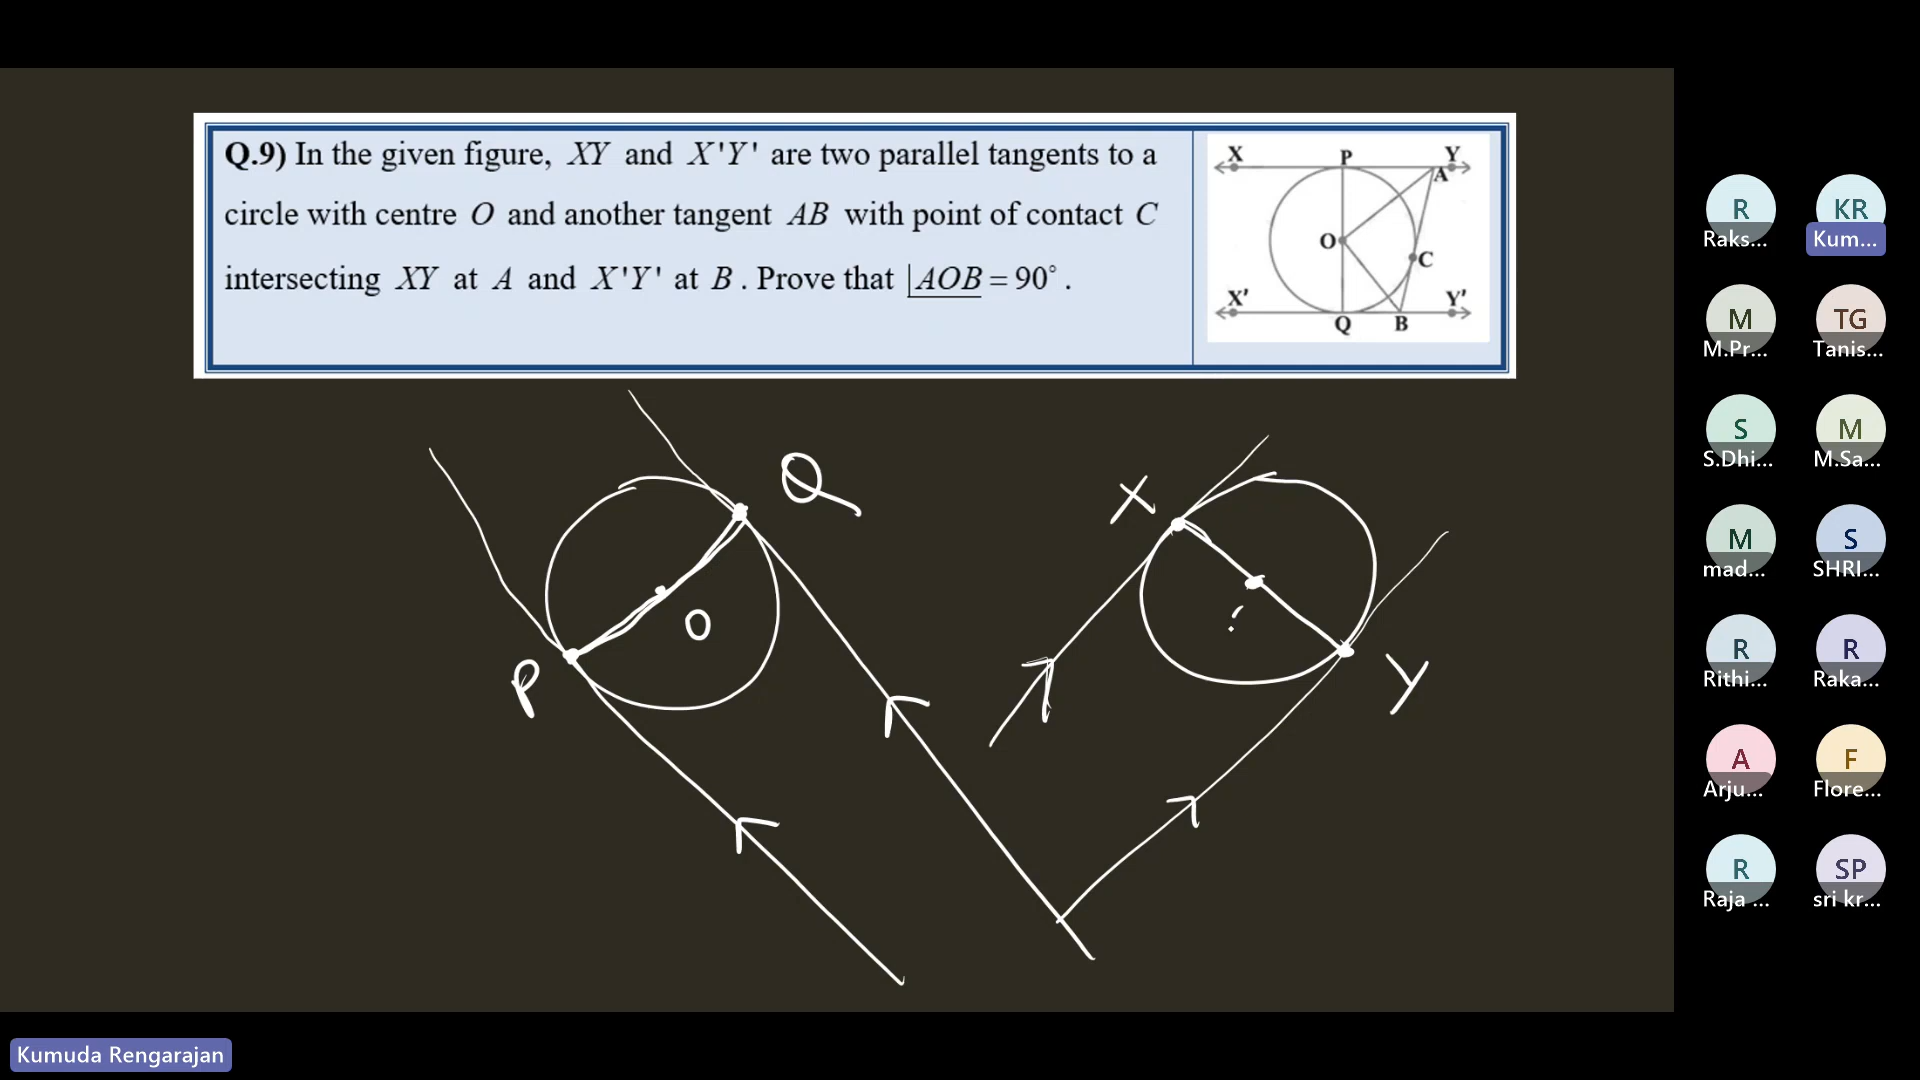 Q.9) In the given figure, XY and X'Y' are two parallel tangents to a
circle with centre O and another tangent AB with point of contact C
intersecting XY at A and X'Y' at B. Prove that |AOB = 90°.
X P Y
A
O
C
X' Y'
Q B
Q
O
P
X
Y
R KR
Raks... Kum...
M TG
M.Pr... Tanis...
S M
S.Dhi... M.Sa...
M S
mad... SHRI...
R R
Rithi... Raka...
A F
Arju... Flore...
R SP
Raja ... sri kr...
Kumuda Rengarajan